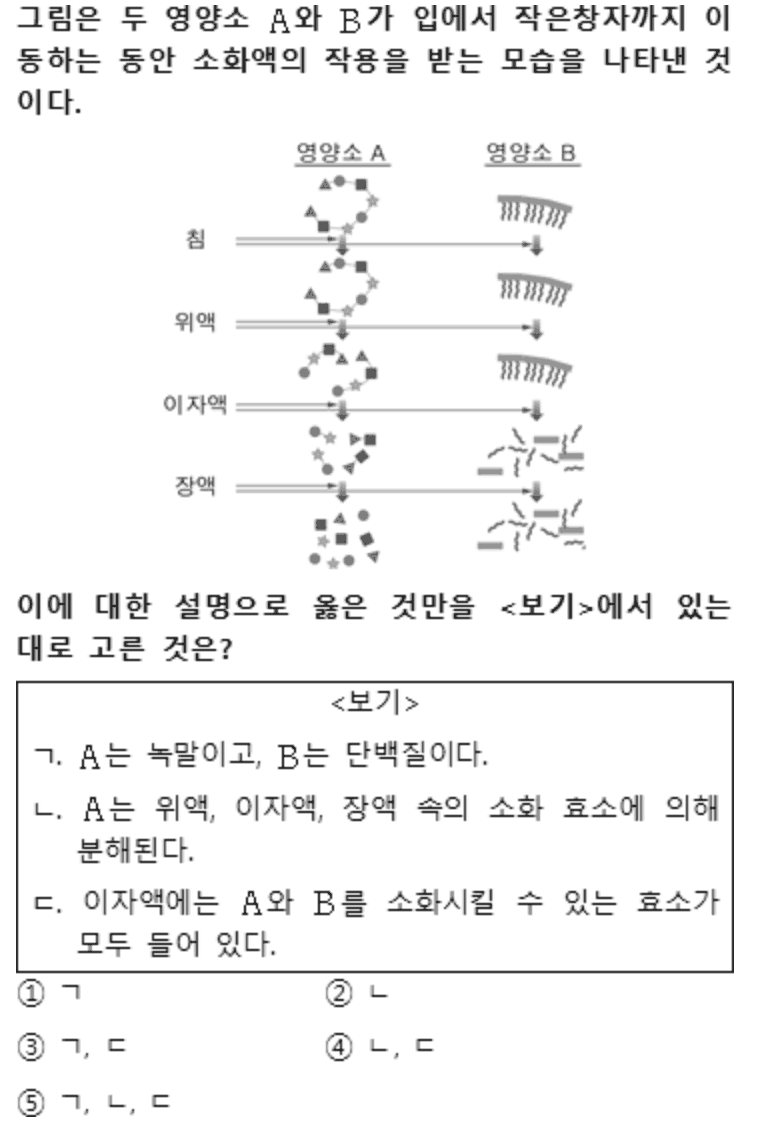 그림은 두 영양소 A와 B가 입에서 작은창자까지 이
동하는 동안 소화액의 작용을 받는 모습을 나타낸 것
이다.
영양소 A 영양소 B
침
위액
이자액
장액
이에 대한 설명으로 옳은 것만을 <보기>에서 있는
대로 고른 것은?
<보기>
ㄱ. A는 녹말이고, B는 단백질이다.
ㄴ. A는 위액, 이자액, 장액 속의 소화 효소에 의해
분해된다.
ㄷ. 이자액에는 A와 B를 소화시킬 수 있는 효소가
모두 들어 있다.
① ㄱ ② ㄴ
③ ㄱ, ㄷ ④ ㄴ, ㄷ
⑤ ㄱ, ㄴ, ㄷ